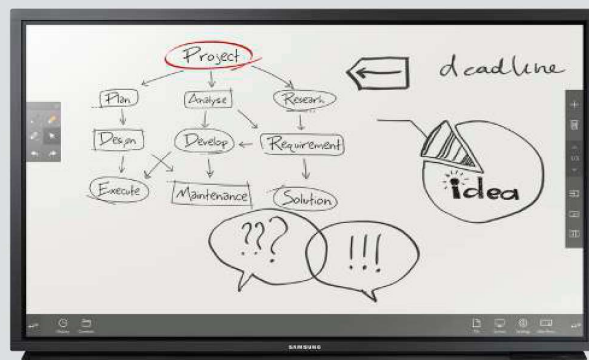 Project
deadline
Plan
Analyse
Research
Design
Develop
Requirement
idea
Execute
Maintenance
Solution
???
!!!
SAMSUNG